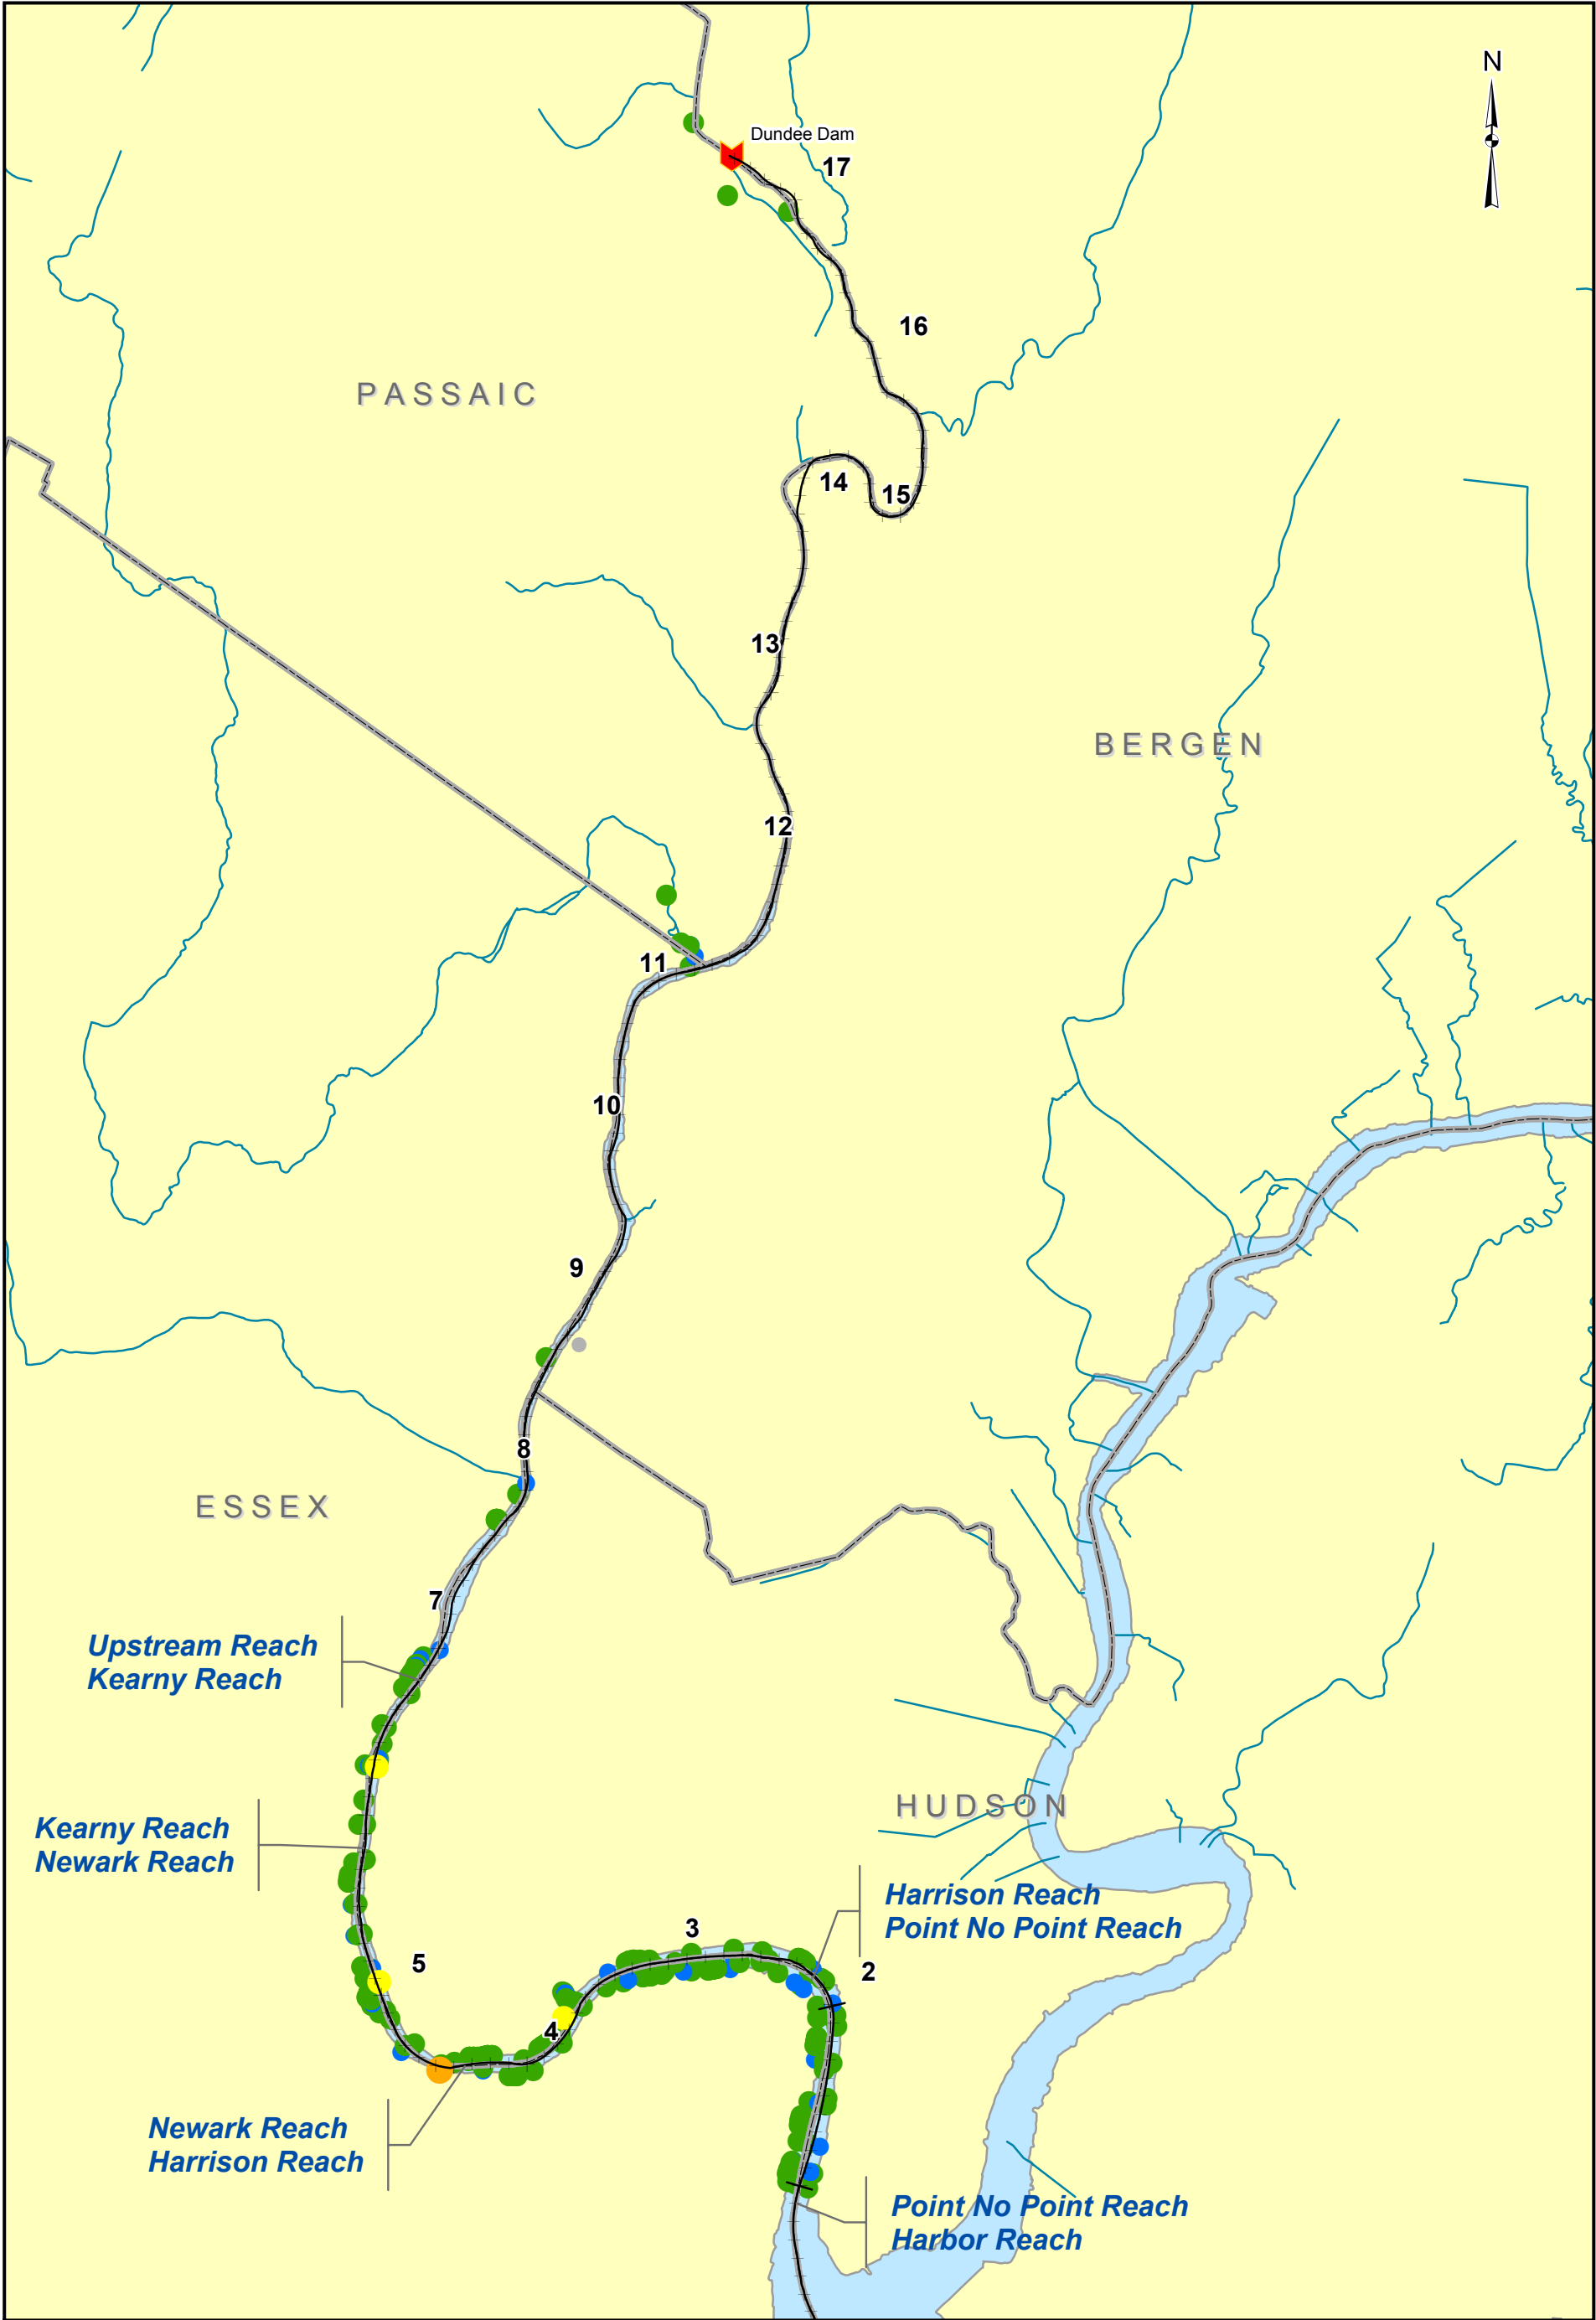 N
Dundee Dam
17
16
PASSAIC
14
15
13
BERGEN
12
11
10
9
8
ESSEX
7
Upstream Reach
Kearny Reach
HUDSON
Kearny Reach
Newark Reach
Harrison Reach
Point No Point Reach
3
5
2
4
Newark Reach
Harrison Reach
Point No Point Reach
Harbor Reach